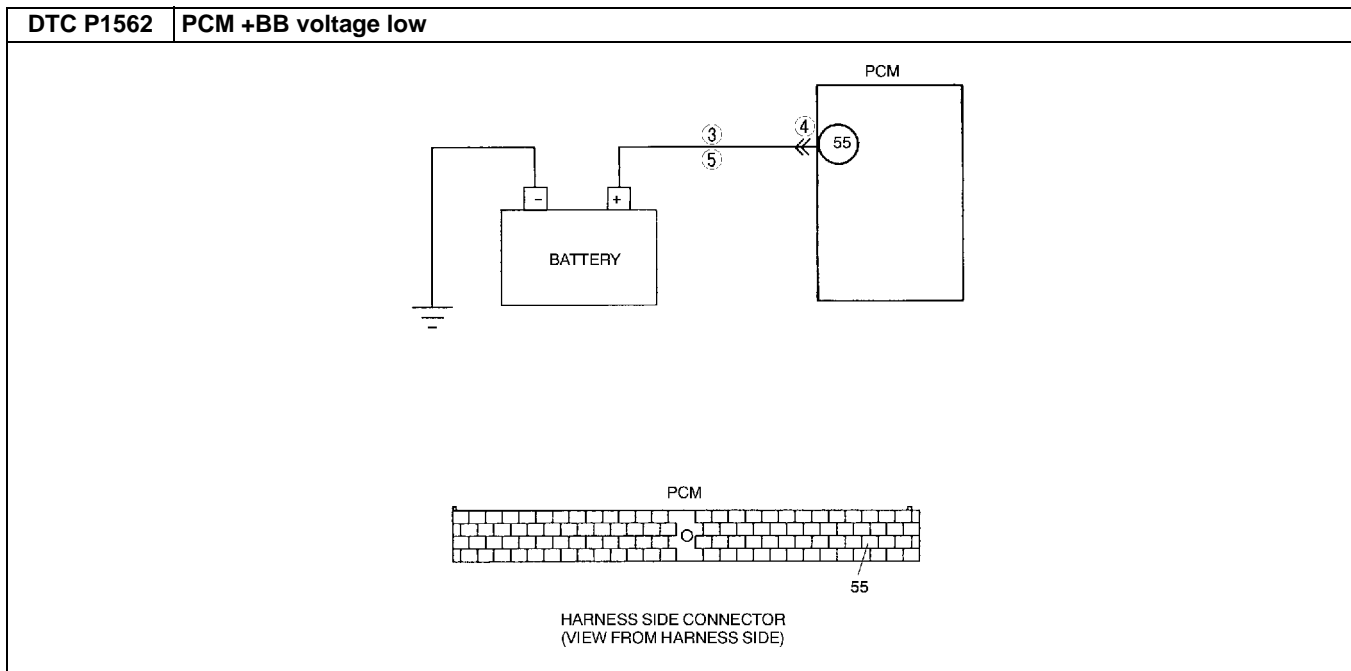 DTC P1562 PCM +BB voltage low
PCM
③
④
55
⑤
- +
BATTERY
PCM
55
HARNESS SIDE CONNECTOR
(VIEW FROM HARNESS SIDE)